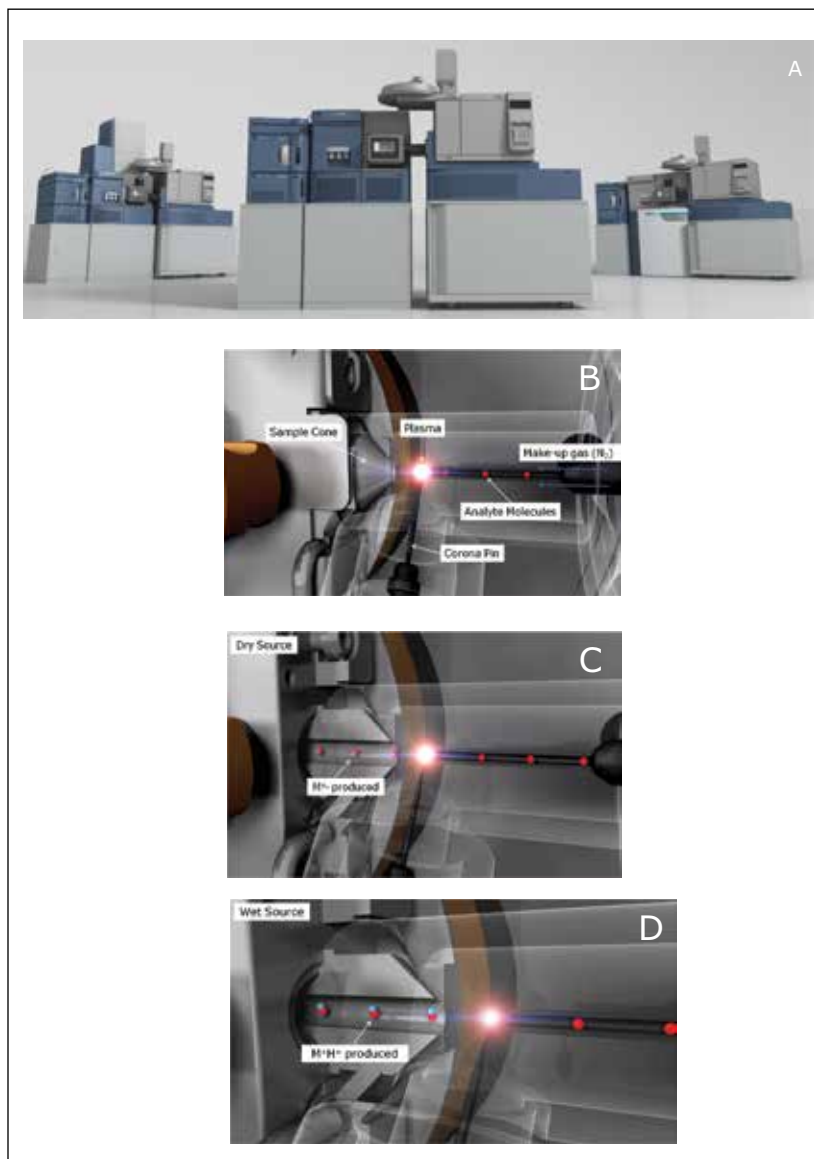 A
B
Sample Cone
Plasma
Make-up gas (N₂)
Analyte Molecules
Corona Pin
Dry Source
C
M⁺· produced
Wet Source
D
M⁺H⁺ produced